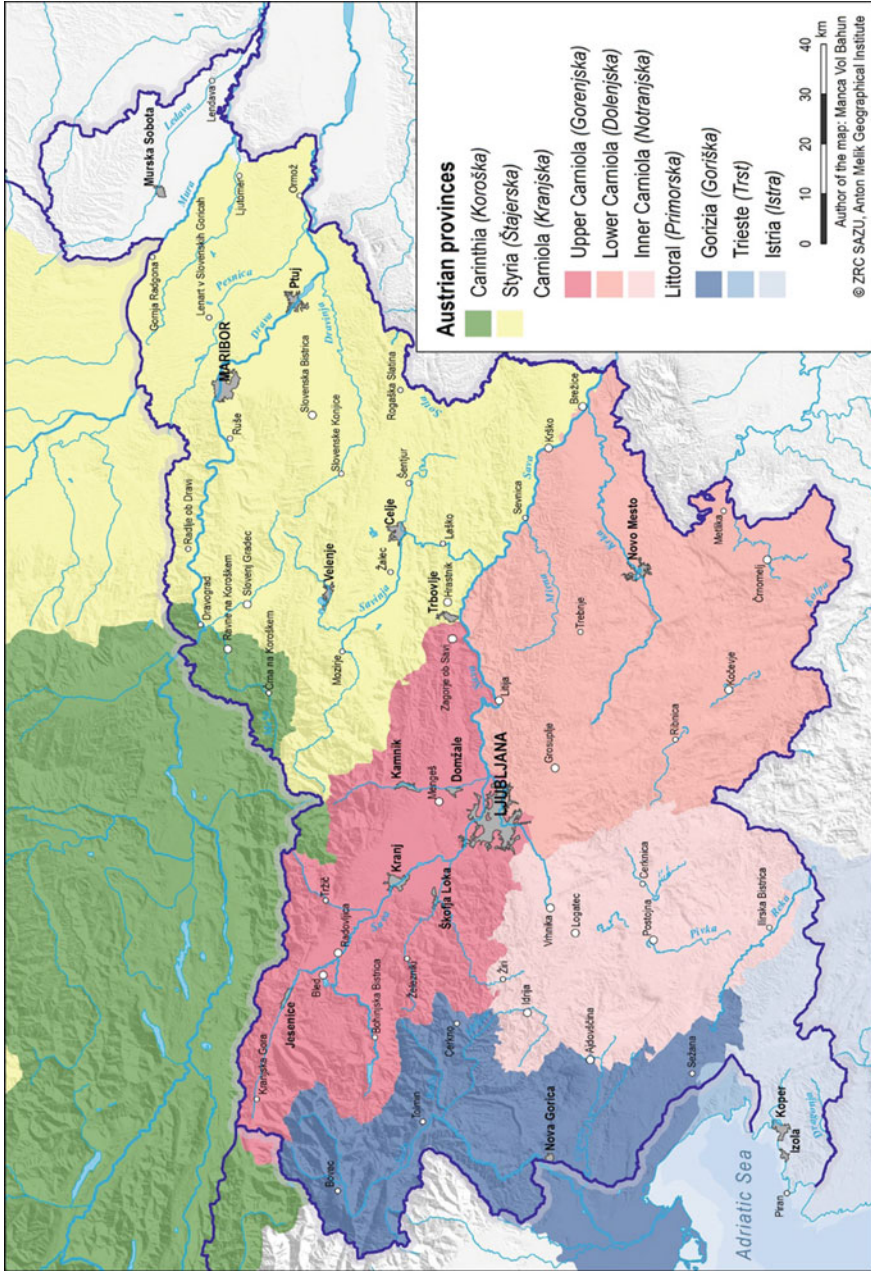 Austrian provinces
Carinthia (Koroška)
Styria (Štajerska)
Carniola (Kranjska)
Upper Carniola (Gorenjska)
Lower Carniola (Dolenjska)
Inner Carniola (Notranjska)
Littoral (Primorska)
Gorizia (Goriška)
Trieste (Trst)
Istria (Istra)
0 10 20 30 40
km
Author of the map: Manca Vol Bahun
© ZRC SAZU, Anton Melik Geographical Institute
Murska Sobota
Ledava
Lendava
Mura
Gornja Radgona
Ljutomer
Lenart v Slovenskih Goricah
Pesnica
Ormož
MARIBOR
Drava
Ptuj
Dravinja
Ruše
Slovenska Bistrica
Radlje ob Dravi
Slovenske Konjice
Rogaška Slatina
Sotla
Dravograd
Ravne na Koroškem
Slovenj Gradec
Črna na Koroškem
Velenje
Šentjur
Celje
Žalec
Savinja
Mozirje
Laško
Trbovlje
Hrastnik
Zagorje ob Savi
Sava
Sevnica
Krško
Brežice
Sava
Krka
Mirna
Novo Mesto
Trebnje
Metlika
Črnomelj
Kolpa
Kočevje
Ribnica
Litija
Grosuplje
LJUBLJANA
Kamnik
Domžale
Mengeš
Kranj
Škofja Loka
Tržič
Sava
Radovljica
Bled
Jesenice
Kranjska Gora
Bohinjska Bistrica
Železniki
Žiri
Vrhnika
Logatec
Cerknica
Postojna
Pivka
Ilirska Bistrica
Reka
Idrija
Cerkno
Ajdovščina
Tolmin
Bovec
Nova Gorica
Sežana
Adriatic Sea
Koper
Izola
Piran
Dragonja